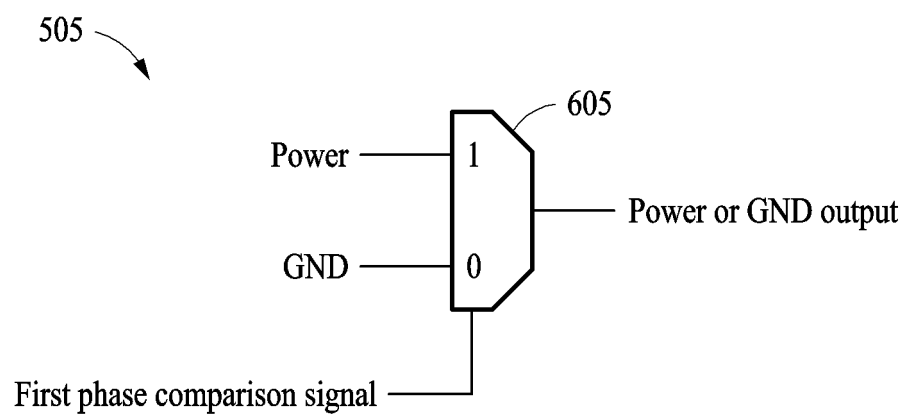 505
605
Power
1
Power or GND output
GND
0
First phase comparison signal